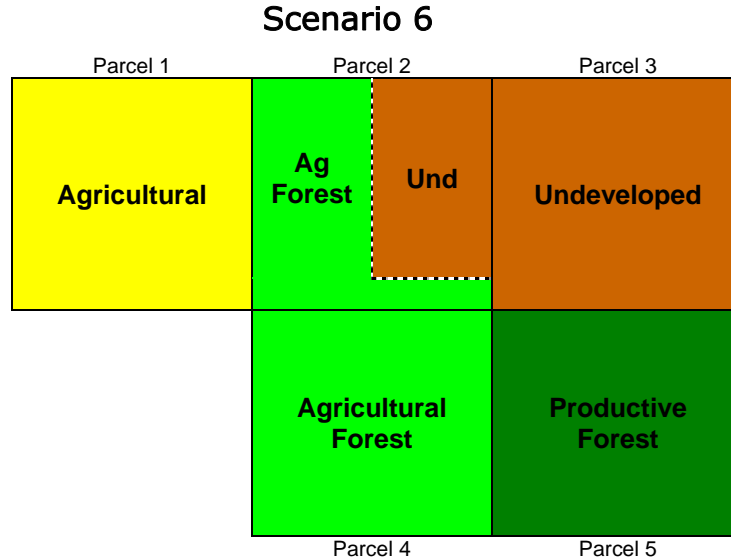 Scenario 6
Parcel 1
Parcel 2
Parcel 3
Agricultural
Ag
Forest
Und
Undeveloped
Agricultural
Forest
Productive
Forest
Parcel 4
Parcel 5